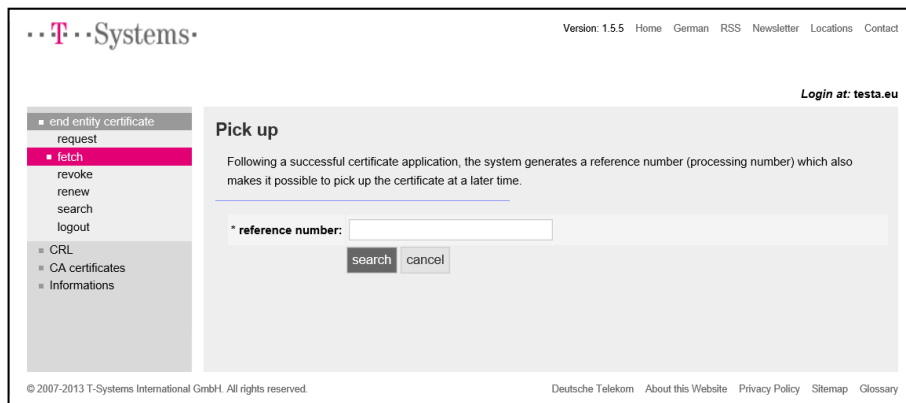 T Systems
Version: 1.5.5 Home German RSS Newsletter Locations Contact
Login at: testa.eu
end entity certificate
request
fetch
revoke
renew
search
logout
CRL
CA certificates
Informations
Pick up
Following a successful certificate application, the system generates a reference number (processing number) which also
makes it possible to pick up the certificate at a later time.
* reference number:
search cancel
© 2007-2013 T-Systems International GmbH. All rights reserved.
Deutsche Telekom About this Website Privacy Policy Sitemap Glossary